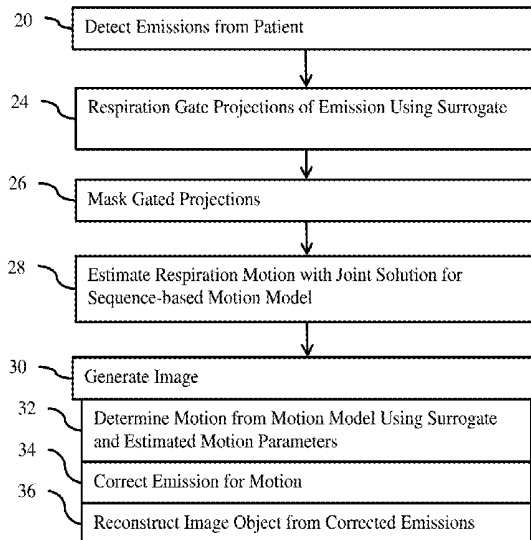 20
Detect Emissions from Patient
24
Respiration Gate Projections of Emission Using Surrogate
26
Mask Gated Projections
28
Estimate Respiration Motion with Joint Solution for
Sequence-based Motion Model
30
Generate Image
32
Determine Motion from Motion Model Using Surrogate
and Estimated Motion Parameters
34
Correct Emission for Motion
36
Reconstruct Image Object from Corrected Emissions